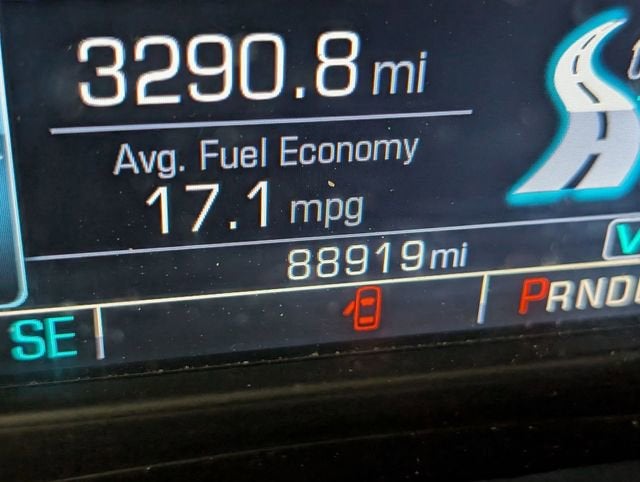 3290.8 mi
Avg. Fuel Economy
17.1 mpg
88919 mi
SE
PRND